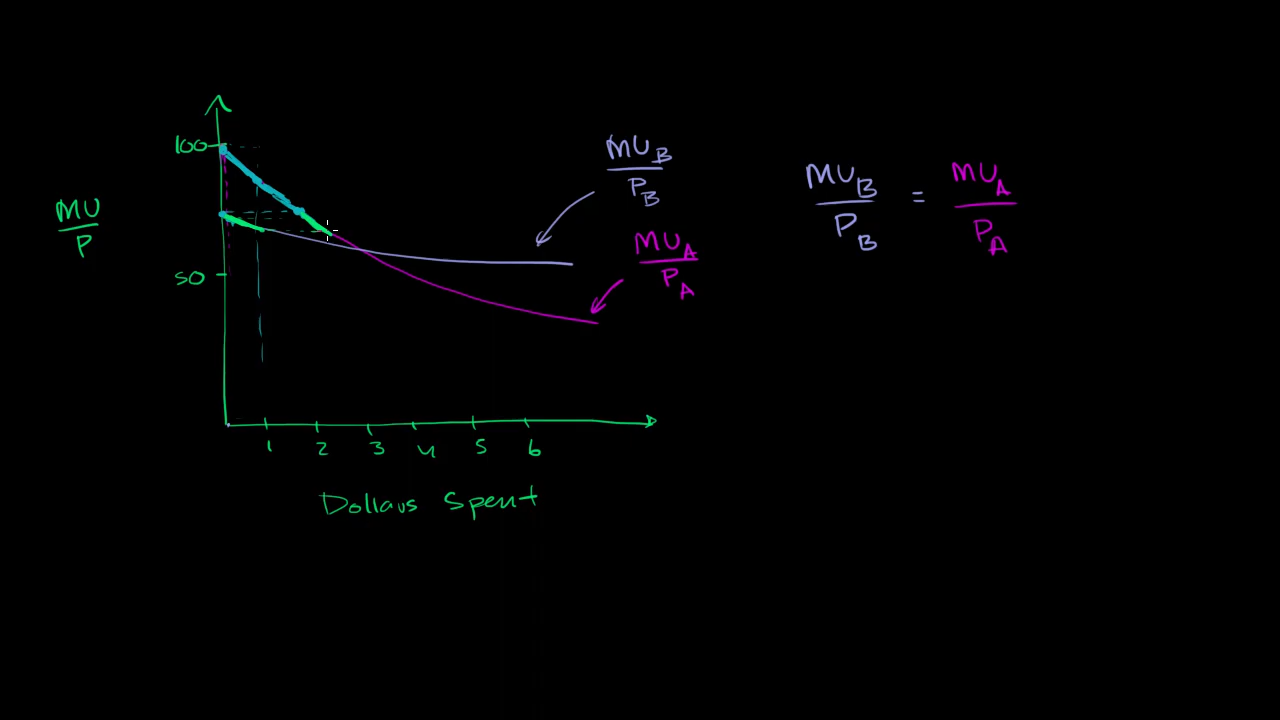 100
MU
P
50
MU_B
P_B
MU_A
P_A
MU_B
P_B
=
MU_A
P_A
1 2 3 4 5 6
Dollars Spent